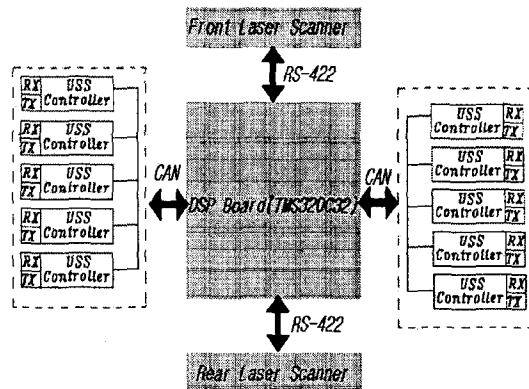 Front Laser Scanner
RS-422
RX USS
TX Controller
RX USS
TX Controller
RX USS
TX Controller
RX USS
TX Controller
RX USS
TX Controller
CAN
DSP Board(TMS320C32)
CAN
USS RX
Controller TX
USS RX
Controller TX
USS RX
Controller TX
USS RX
Controller TX
USS RX
Controller TX
RS-422
Rear Laser Scanner